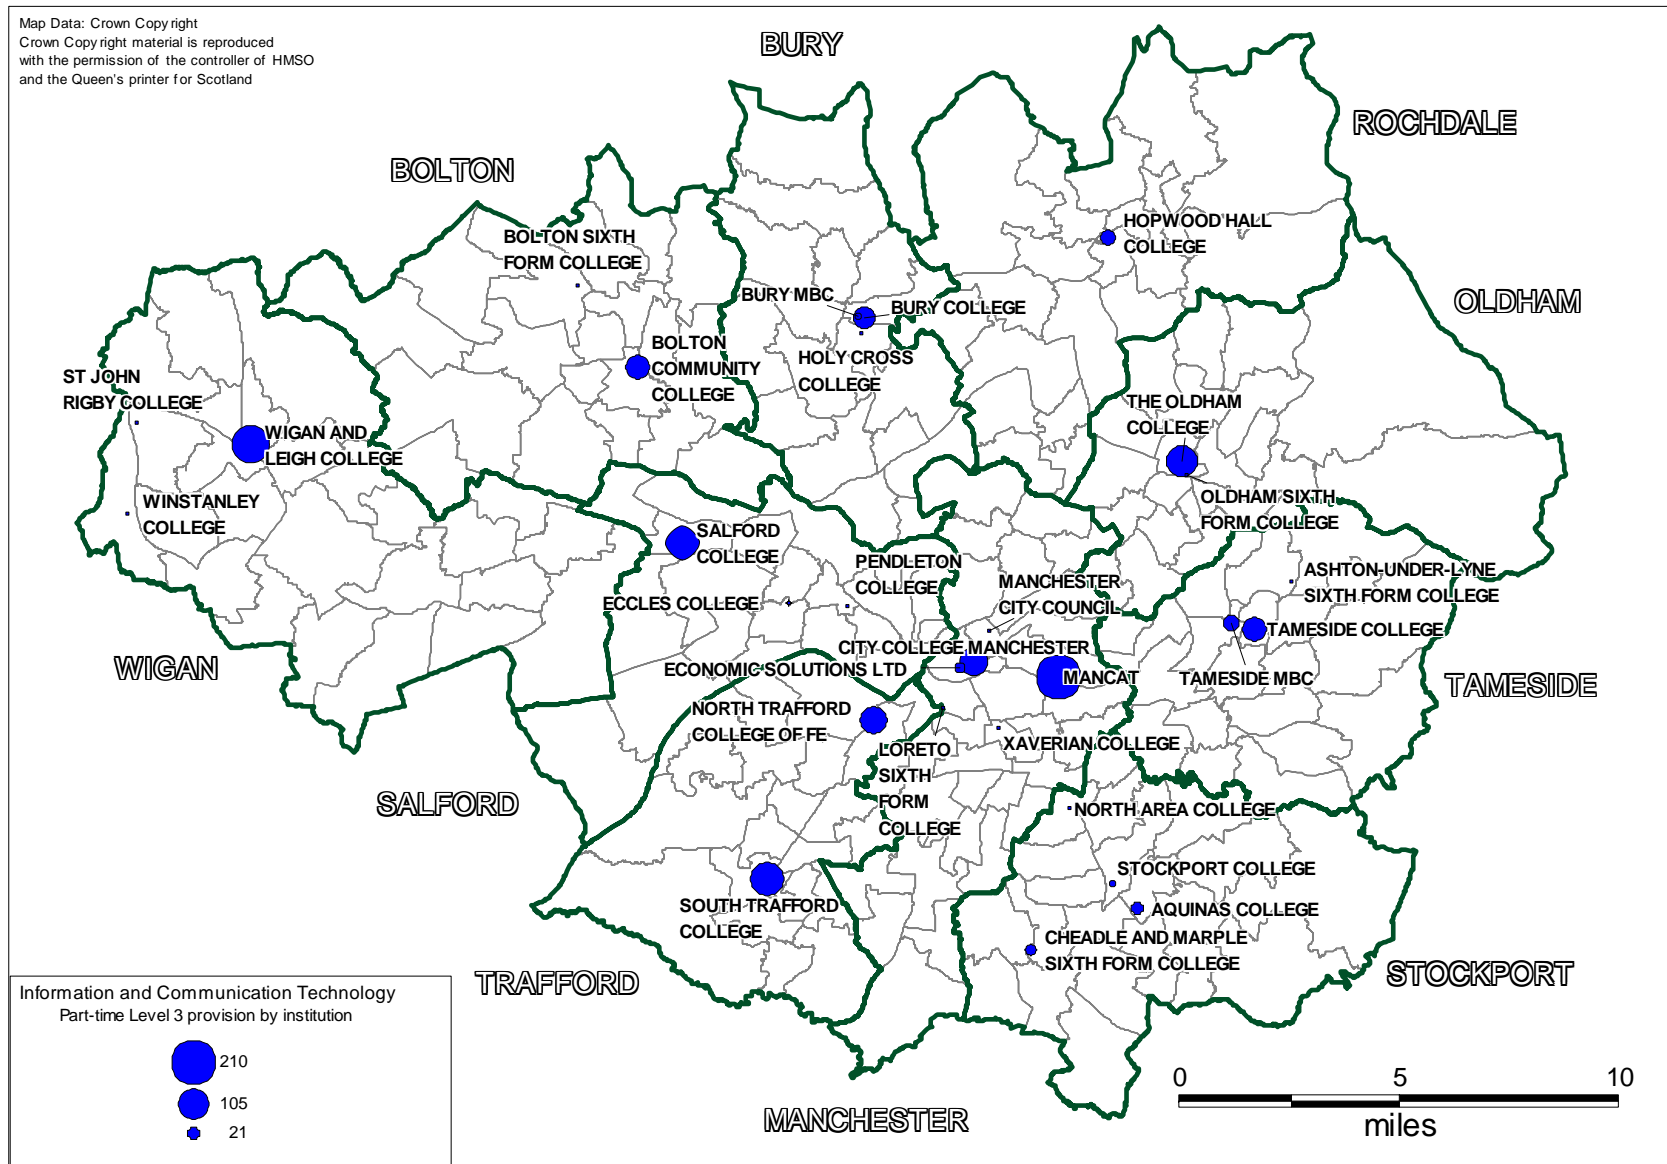 Map Data: Crown Copyright
Crown Copyright material is reproduced
with the permission of the controller of HMSO
and the Queen's printer for Scotland
BURY
ROCHDALE
BOLTON
HOPWOOD HALL
COLLEGE
BOLTON SIXTH
FORM COLLEGE
OLDHAM
BURY MBC
BURY COLLEGE
BOLTON
COMMUNITY
COLLEGE
HOLY CROSS
COLLEGE
ST JOHN
RIGBY COLLEGE
THE OLDHAM
COLLEGE
WIGAN AND
LEIGH COLLEGE
WINSTANLEY
COLLEGE
OLDHAM SIXTH
FORM COLLEGE
SALFORD
COLLEGE
PENDLETON
COLLEGE
MANCHESTER
CITY COUNCIL
ASHTON-UNDER-LYNE
SIXTH FORM COLLEGE
ECCLES COLLEGE
TAMESIDE COLLEGE
CITY COLLEGE MANCHESTER
ECONOMIC SOLUTIONS LTD
MANCAT
TAMESIDE MBC
WIGAN
TAMESIDE
NORTH TRAFFORD
COLLEGE OF FE
LORETO
SIXTH
FORM
COLLEGE
XAVERIAN COLLEGE
SALFORD
NORTH AREA COLLEGE
STOCKPORT COLLEGE
AQUINAS COLLEGE
SOUTH TRAFFORD
COLLEGE
CHEADLE AND MARPLE
SIXTH FORM COLLEGE
TRAFFORD
STOCKPORT
Information and Communication Technology
Part-time Level 3 provision by institution
210
105
21
0 5 10
miles
MANCHESTER